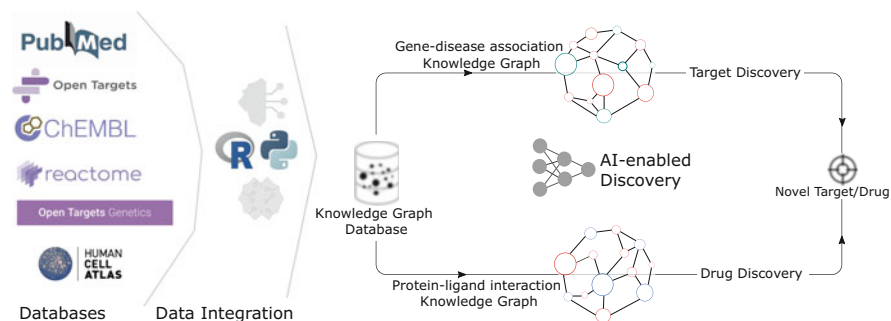 PubMed
Open Targets
ChEMBL
reactome
Open Targets Genetics
HUMAN
CELL
ATLAS
Databases
R
Data Integration
Knowledge Graph
Database
Gene-disease association
Knowledge Graph
Target Discovery
AI-enabled
Discovery
Novel Target/Drug
Protein-ligand interaction
Knowledge Graph
Drug Discovery